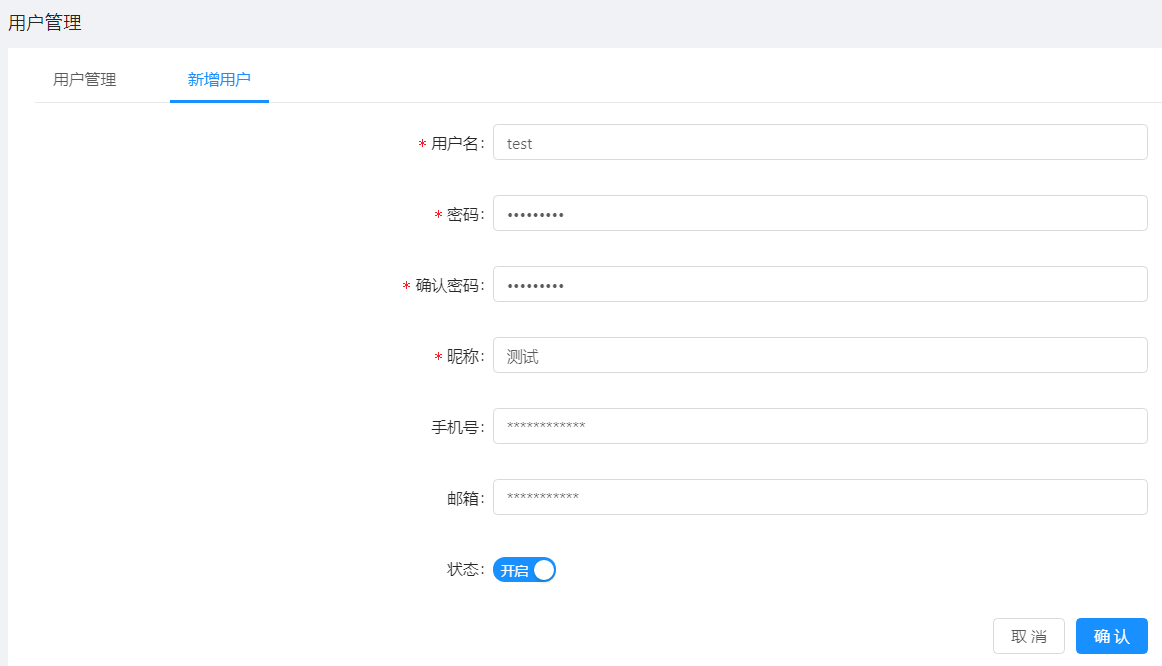 用户管理
用户管理 新增用户
* 用户名: test
* 密码: •••••••••
* 确认密码: •••••••••
* 昵称: 测试
手机号: ************
邮箱: ***********
状态: 开启
取 消 确 认